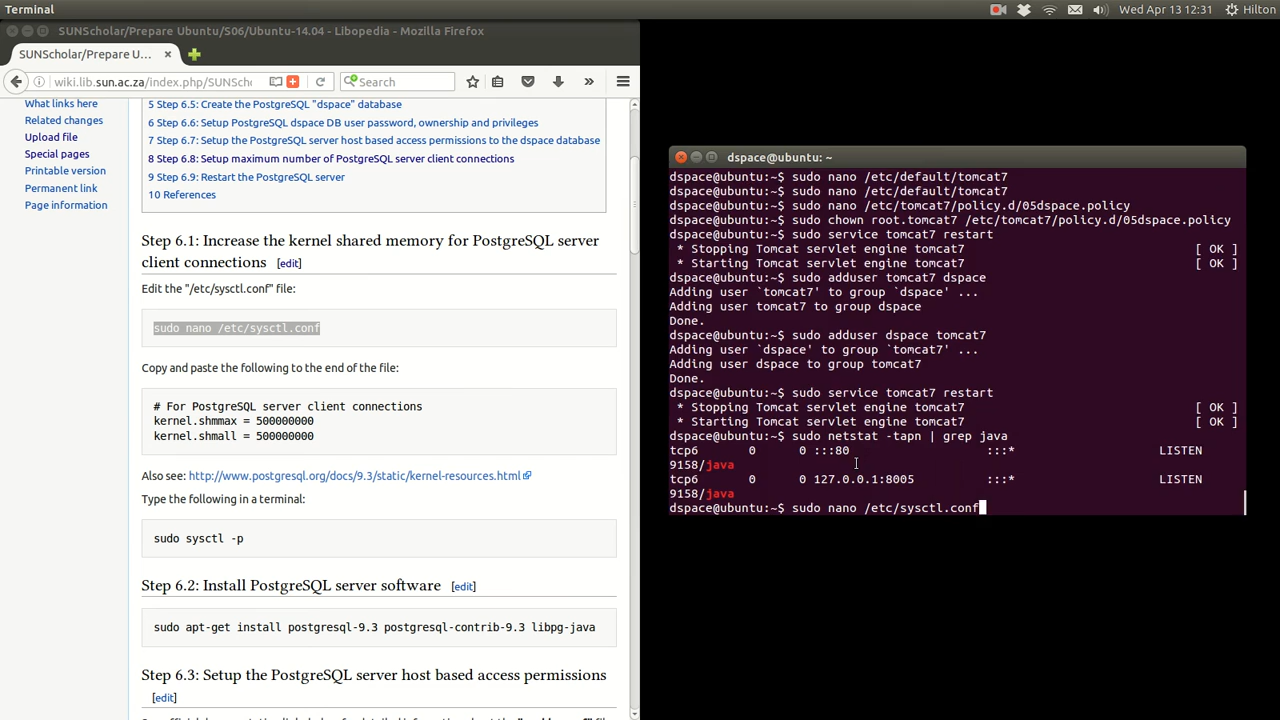 Terminal
Wed Apr 13 12:31 Hilton
SUNScholar/Prepare Ubuntu/S06/Ubuntu-14.04 - Libopedia - Mozilla Firefox
SUNScholar/Prepare U...
wiki.lib.sun.ac.za/index.php/SUNSch
Search
What links here
Related changes
Upload file
Special pages
Printable version
Permanent link
Page information
5 Step 6.5: Create the PostgreSQL "dspace" database
6 Step 6.6: Setup PostgreSQL dspace DB user password, ownership and privileges
7 Step 6.7: Setup the PostgreSQL server host based access permissions to the dspace database
8 Step 6.8: Setup maximum number of PostgreSQL server client connections
9 Step 6.9: Restart the PostgreSQL server
10 References
Step 6.1: Increase the kernel shared memory for PostgreSQL server
client connections [edit]
Edit the "/etc/sysctl.conf" file:
sudo nano /etc/sysctl.conf
Copy and paste the following to the end of the file:
# For PostgreSQL server client connections
kernel.shmmax = 500000000
kernel.shmall = 500000000
Also see: http://www.postgresql.org/docs/9.3/static/kernel-resources.html
Type the following in a terminal:
sudo sysctl -p
Step 6.2: Install PostgreSQL server software [edit]
sudo apt-get install postgresql-9.3 postgresql-contrib-9.3 libpg-java
Step 6.3: Setup the PostgreSQL server host based access permissions
[edit]
dspace@ubuntu: ~
dspace@ubuntu:~$ sudo nano /etc/default/tomcat7
dspace@ubuntu:~$ sudo nano /etc/default/tomcat7
dspace@ubuntu:~$ sudo nano /etc/tomcat7/policy.d/05dspace.policy
dspace@ubuntu:~$ sudo chown root.tomcat7 /etc/tomcat7/policy.d/05dspace.policy
dspace@ubuntu:~$ sudo service tomcat7 restart
* Stopping Tomcat servlet engine tomcat7 [ OK ]
* Starting Tomcat servlet engine tomcat7 [ OK ]
dspace@ubuntu:~$ sudo adduser tomcat7 dspace
Adding user `tomcat7' to group `dspace' ...
Adding user tomcat7 to group dspace
Done.
dspace@ubuntu:~$ sudo adduser dspace tomcat7
Adding user `dspace' to group `tomcat7' ...
Adding user dspace to group tomcat7
Done.
dspace@ubuntu:~$ sudo service tomcat7 restart
* Stopping Tomcat servlet engine tomcat7 [ OK ]
* Starting Tomcat servlet engine tomcat7 [ OK ]
dspace@ubuntu:~$ sudo netstat -tapn | grep java
tcp6 0 0 :::80 :::* LISTEN
9158/java
tcp6 0 0 127.0.0.1:8005 :::* LISTEN
9158/java
dspace@ubuntu:~$ sudo nano /etc/sysctl.conf